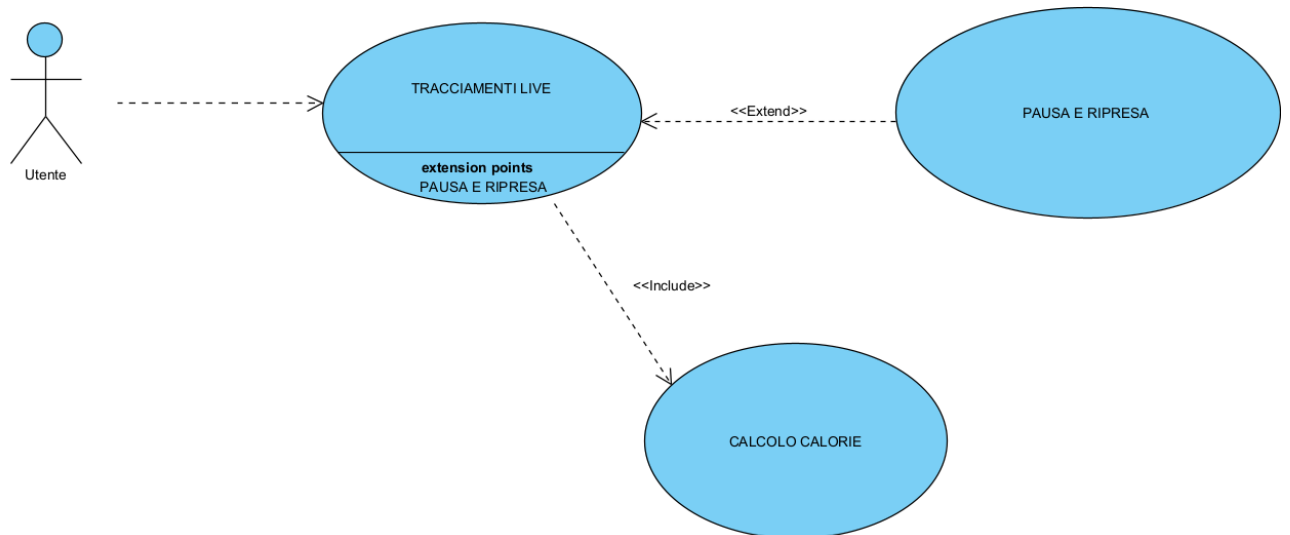 TRACCIAMENTI LIVE
<<Extend>>
PAUSA E RIPRESA
extension points
PAUSA E RIPRESA
Utente
<<Include>>
CALCOLO CALORIE